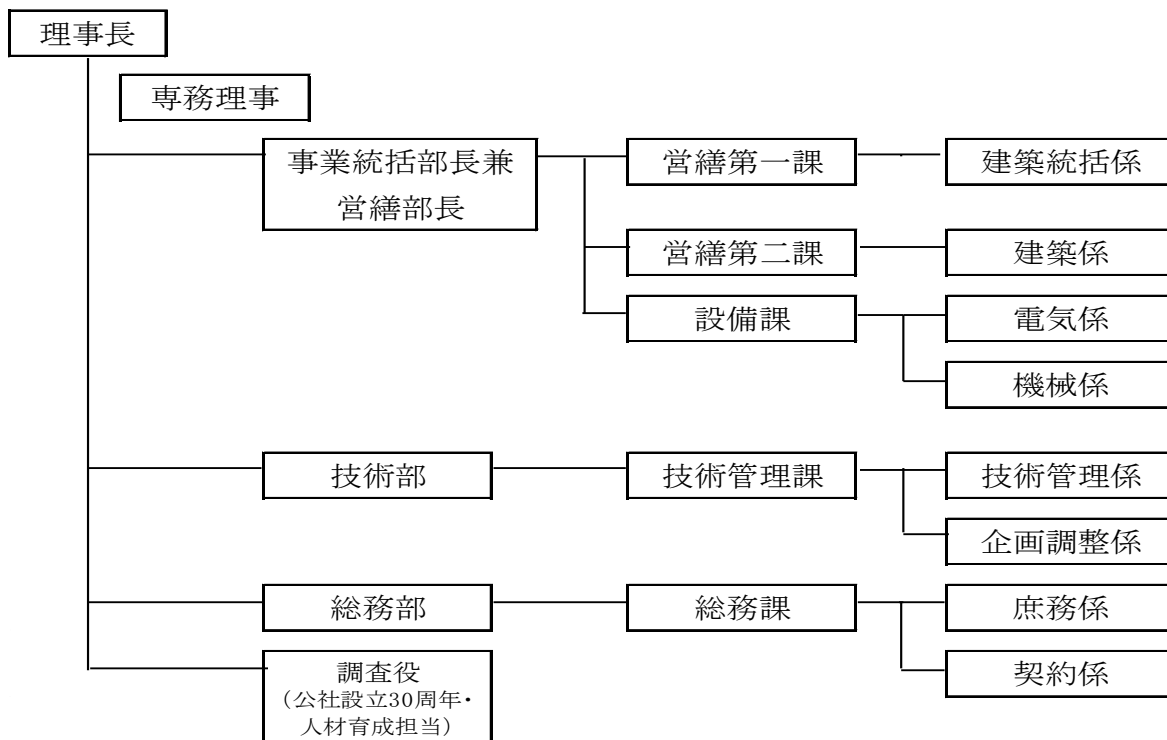 理事長
専務理事
事業統括部長兼
営繕部長
営繕第一課
建築統括係
営繕第二課
建築係
設備課
電気係
機械係
技術部
技術管理課
技術管理係
企画調整係
総務部
総務課
庶務係
契約係
調査役
(公社設立30周年・
人材育成担当)